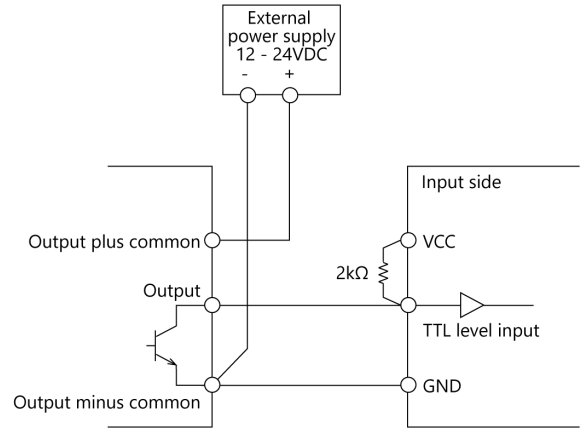 External
power supply
12 - 24VDC
- +
Input side
Output plus common
VCC
2kΩ
Output
TTL level input
Output minus common
GND